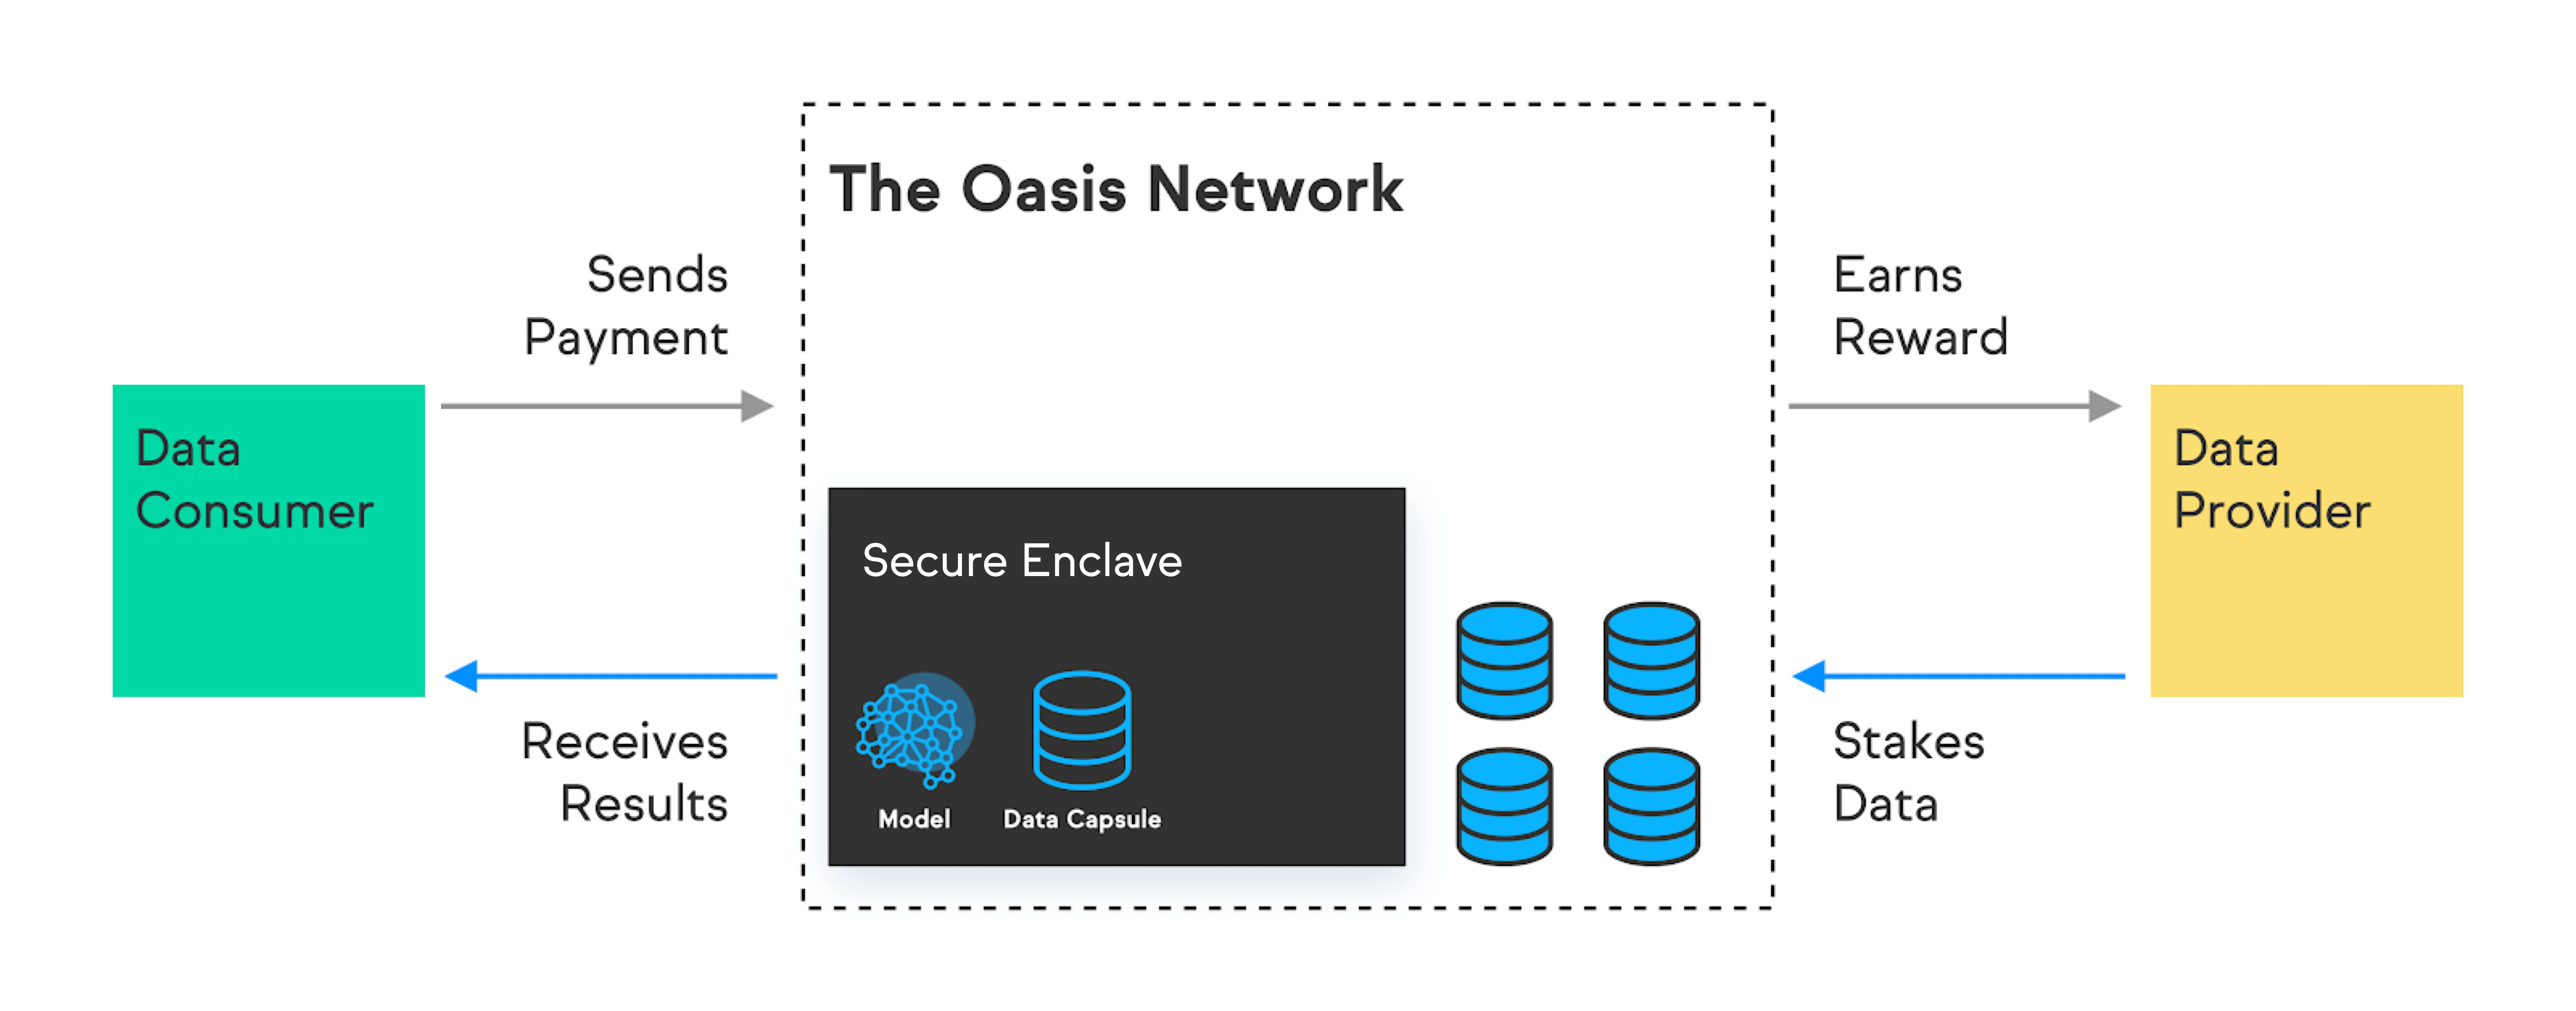 The Oasis Network
Sends
Payment
Earns
Reward
Data
Consumer
Data
Provider
Secure Enclave
Model
Data Capsule
Receives
Results
Stakes
Data